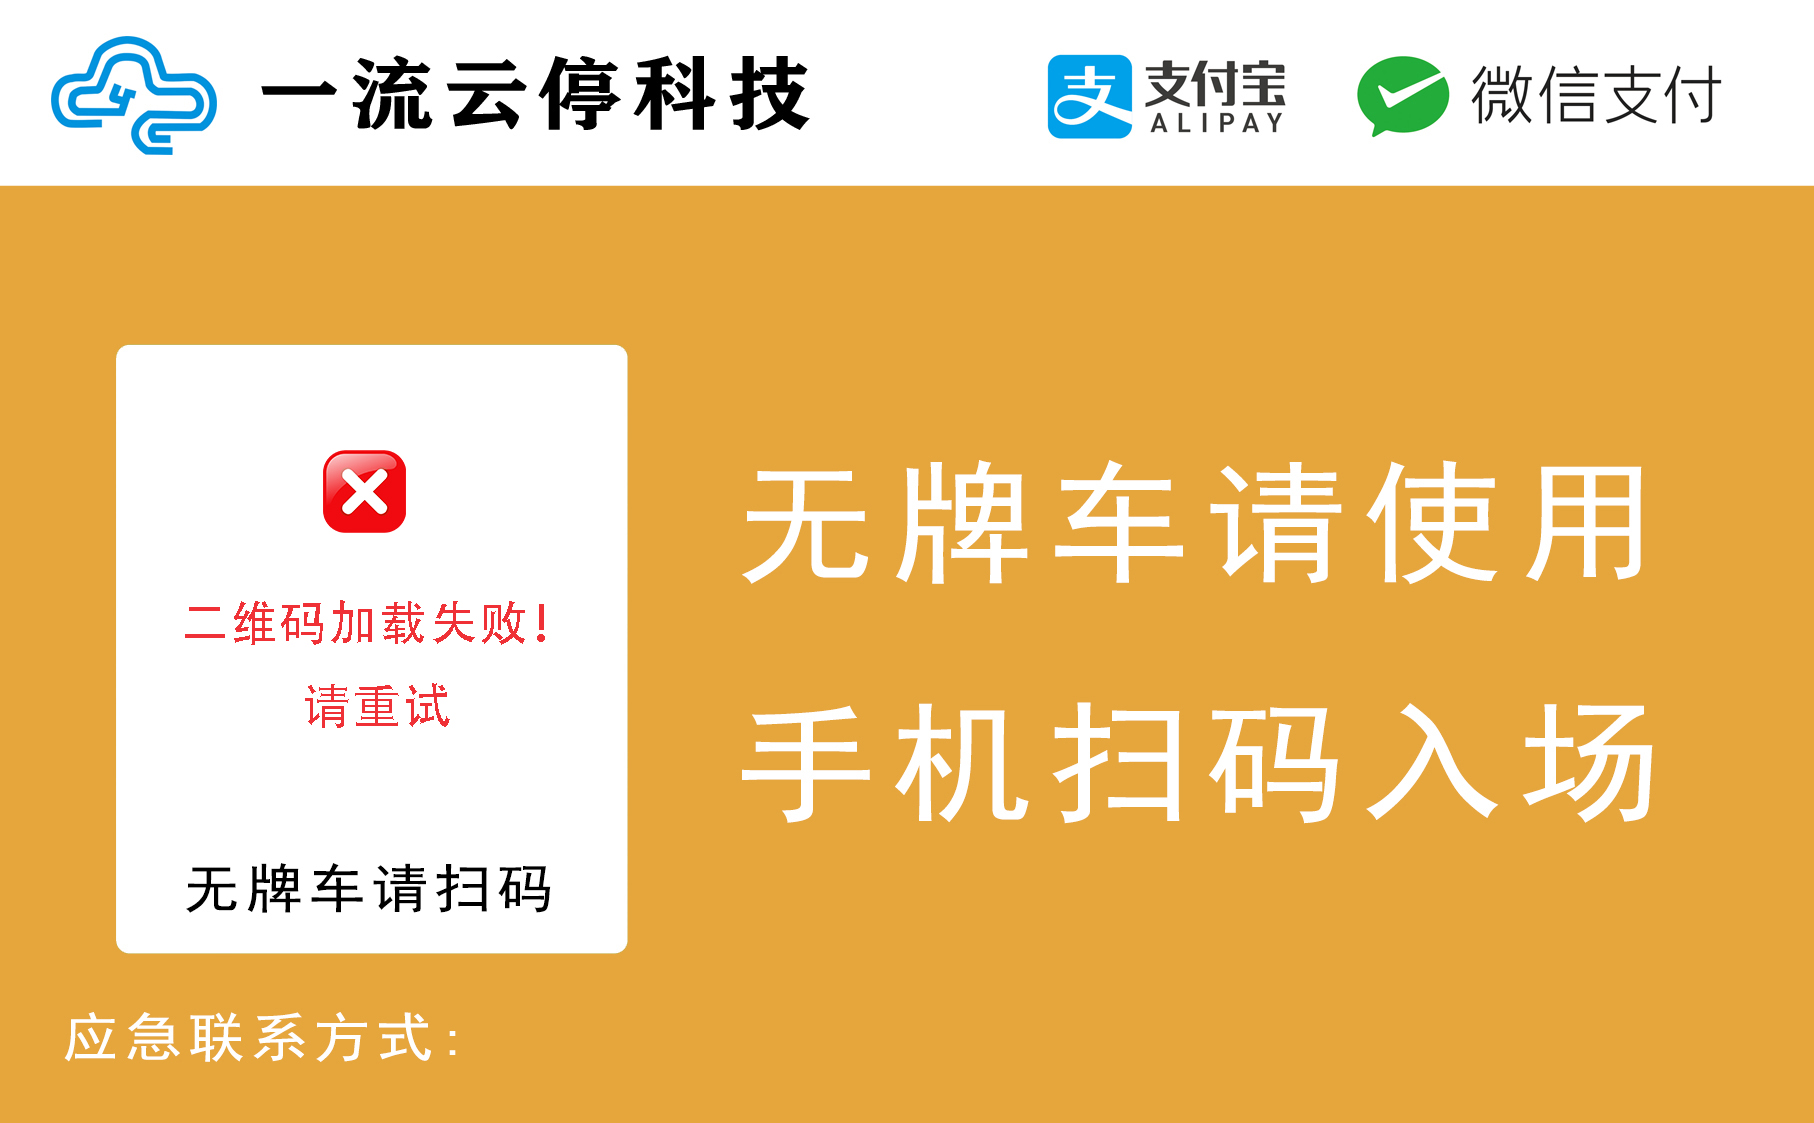 一流云停科技
支付宝
ALIPAY
微信支付
二维码加载失败!
请重试
无牌车请扫码
无牌车请使用
手机扫码入场
应急联系方式: